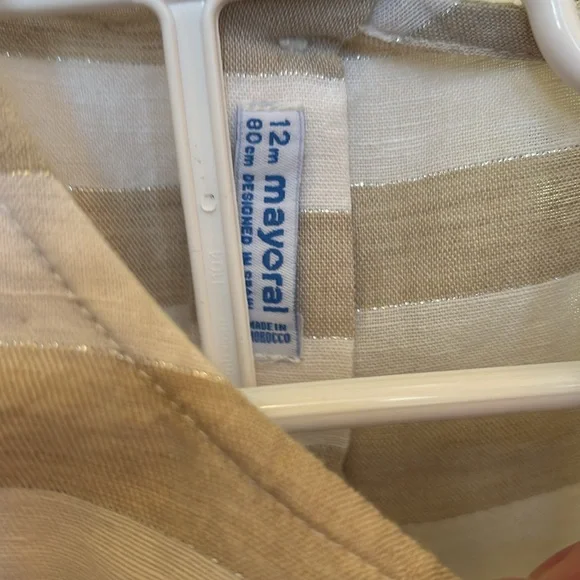 12m mayoral
80cm DESIGNED IN SPAIN
MADE IN
MOROCCO